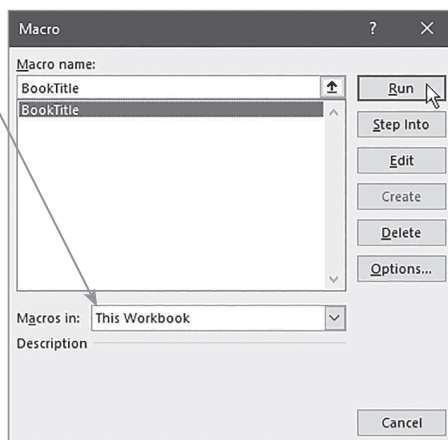 Macro ? ×
Macro name:
BookTitle
BookTitle
Run
Step Into
Edit
Create
Delete
Options...
Macros in: This Workbook
Description
Cancel